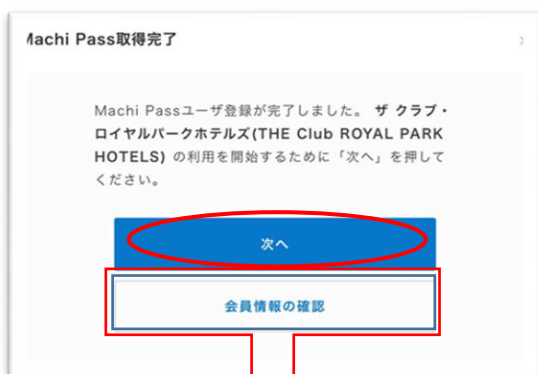 Machi Pass取得完了
Machi Passユーザ登録が完了しました。 ザ クラブ・
ロイヤルパークホテルズ(THE Club ROYAL PARK
HOTELS) の利用を開始するために「次へ」を押して
ください。
次へ
会員情報の確認